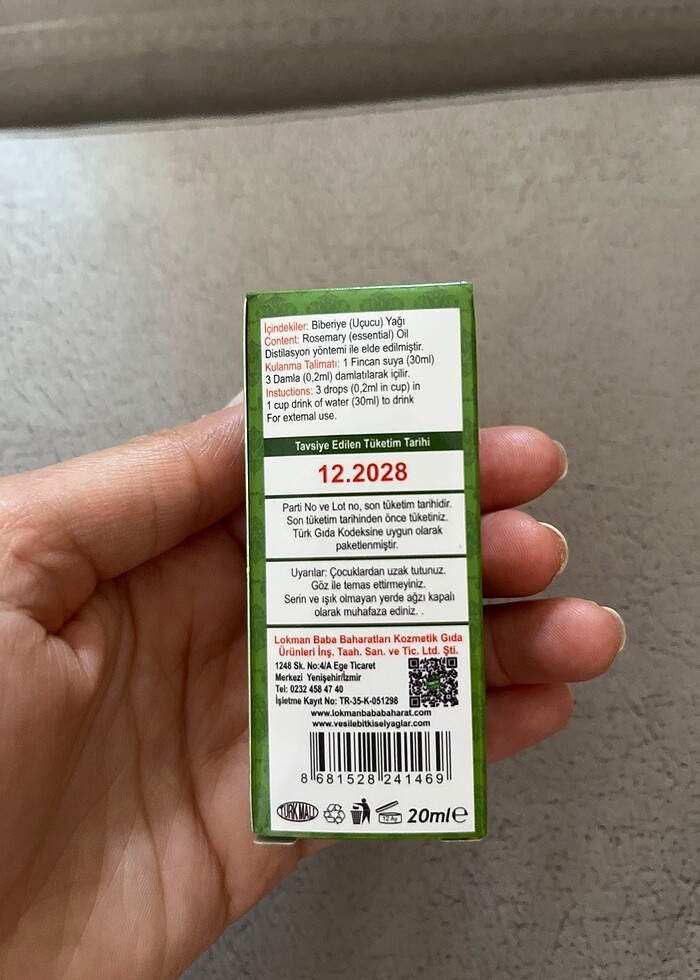 İçindekiler: Biberiye (Uçucu) Yağı
Content: Rosemary (essential) Oil
Distilasyon yöntemi ile elde edilmiştir.
Kulanma Talimatı: 1 Fincan suya (30ml)
3 Damla (0,2ml) damlatılarak içilir.
Instuctions: 3 drops (0,2ml in cup) in
1 cup drink of water (30ml) to drink
For external use.
Tavsiye Edilen Tüketim Tarihi
12.2028
Parti No ve Lot no, son tüketim tarihidir.
Son tüketim tarihinden önce tüketiniz.
Türk Gıda Kodeksine uygun olarak
paketlenmiştir.
Uyarılar: Çocuklardan uzak tutunuz.
Göz ile temas ettirmeyiniz.
Serin ve ışık olmayan yerde ağzı kapalı
olarak muhafaza ediniz. .
Lokman Baba Baharatları Kozmetik Gıda
Ürünleri İnş. Taah. San. ve Tic. Ltd. Şti.
1248 Sk. No:4/A Ege Ticaret
Merkezi Yenişehir/İzmir
Tel: 0232 458 47 40
İşletme Kayıt No: TR-35-K-051298
www.lokmanbababaharat.com
www.vesilebitkiselyaglar.com
8 681528 241469
TÜRK MALI 12 Ay 20ml℮